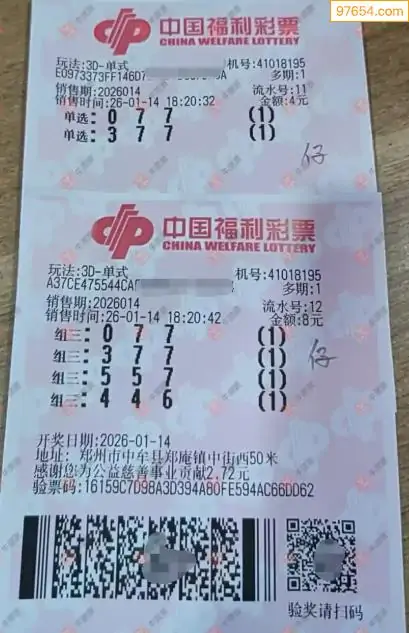 97654.com
中国福利彩票
CHINA WELFARE LOTTERY
玩法:3D-单式 机号:41018195
E0973373FF146D7 多期:1
销售期:2026014 流水号:11
销售时间:26-01-14 18:20:32 金额:4元
单选: 0 7 7 (1)
单选: 3 7 7 (1)
仔
中国福利彩票
CHINA WELFARE LOTTERY
玩法:3D-单式 机号:41018195
A37CE475544CA 多期:1
销售期:2026014 流水号:12
销售时间:26-01-14 18:20:42 金额:8元
组三: 0 7 7 (1)
组三: 3 7 7 (1)
仔
组三: 5 5 7 (1)
组三: 4 4 6 (1)
开奖日期:2026-01-14
地址: 郑州市中牟县郑庵镇中街西50米
感谢您为公益慈善事业贡献2.72元
验票码:16159C7D98A3D394A80FE594AC66DD62
验奖请扫码